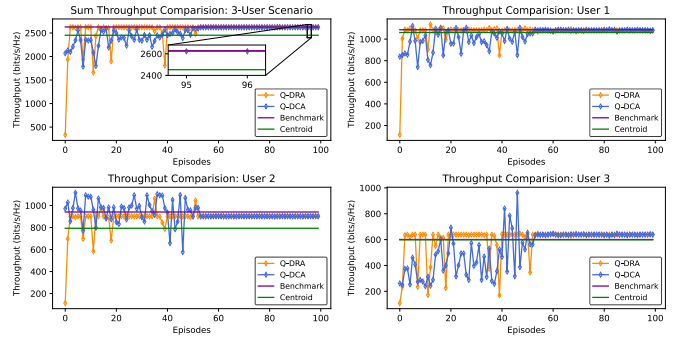 Sum Throughput Comparision: 3-User Scenario
Throughput (bits/s/Hz)
2500
2000
1500
1000
500
2600
2400
95
96
Q-DRA
Q-DCA
Benchmark
Centroid
0
20
40
60
80
100
Episodes
Throughput Comparision: User 1
Throughput (bits/s/Hz)
1000
800
600
400
200
Q-DRA
Q-DCA
Benchmark
Centroid
0
20
40
60
80
100
Episodes
Throughput Comparision: User 2
Throughput (bits/s/Hz)
1000
800
600
400
200
Q-DRA
Q-DCA
Benchmark
Centroid
0
20
40
60
80
100
Episodes
Throughput Comparision: User 3
Throughput (bits/s/Hz)
1000
800
600
400
200
Q-DRA
Q-DCA
Benchmark
Centroid
0
20
40
60
80
100
Episodes